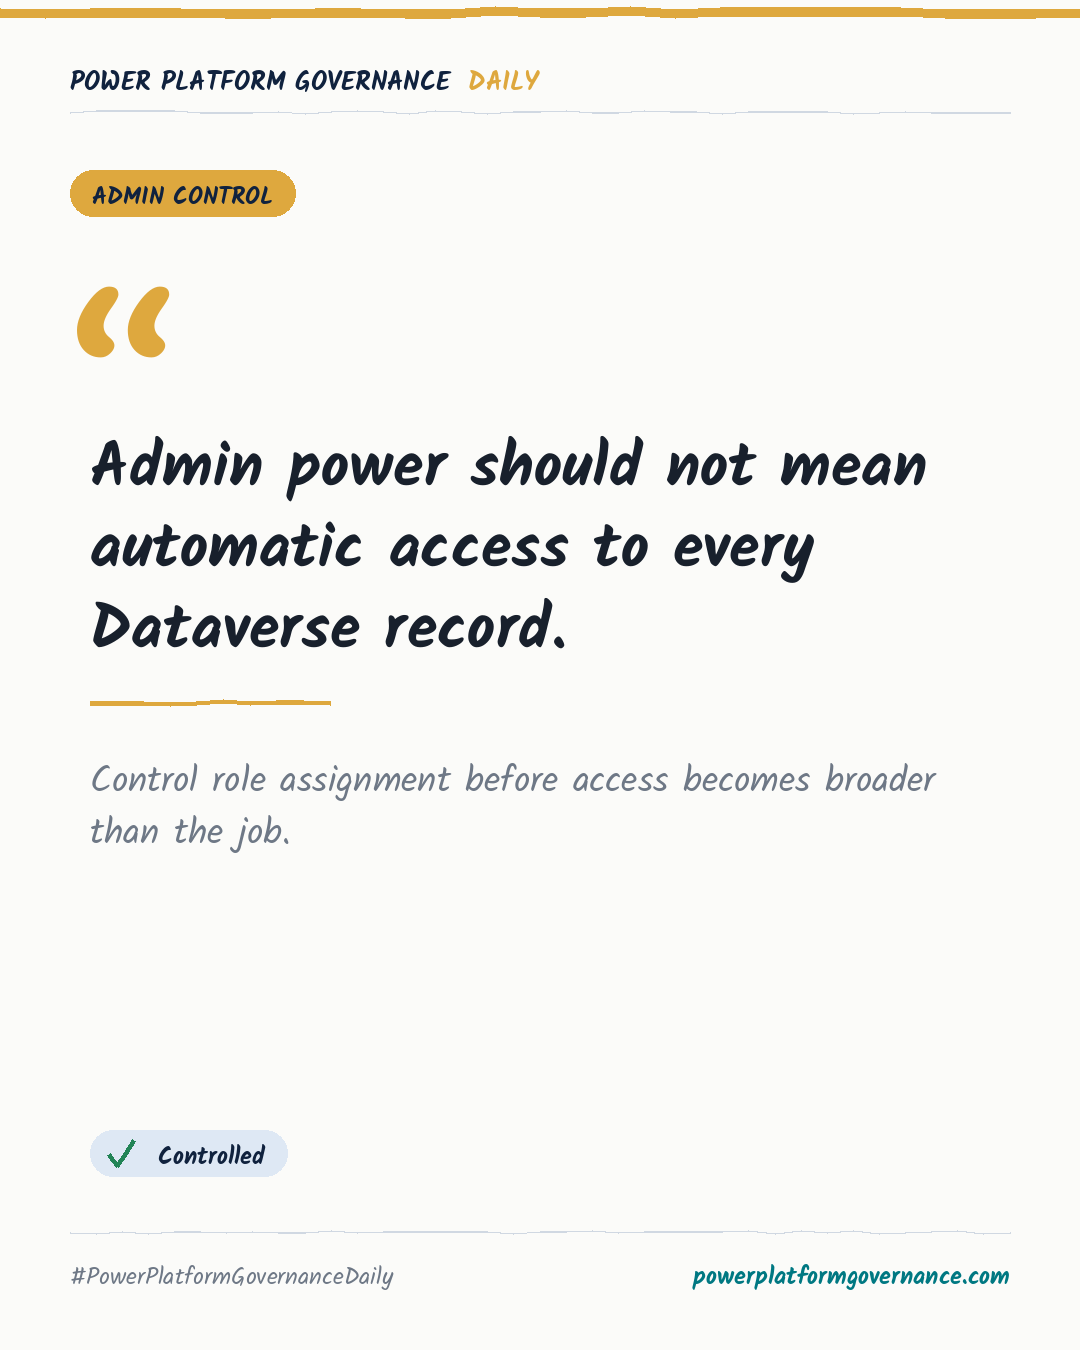 POWER PLATFORM GOVERNANCE DAILY
ADMIN CONTROL
“
Admin power should not mean
automatic access to every
Dataverse record.
Control role assignment before access becomes broader
than the job.
✓ Controlled
#PowerPlatformGovernanceDaily
powerplatformgovernance.com